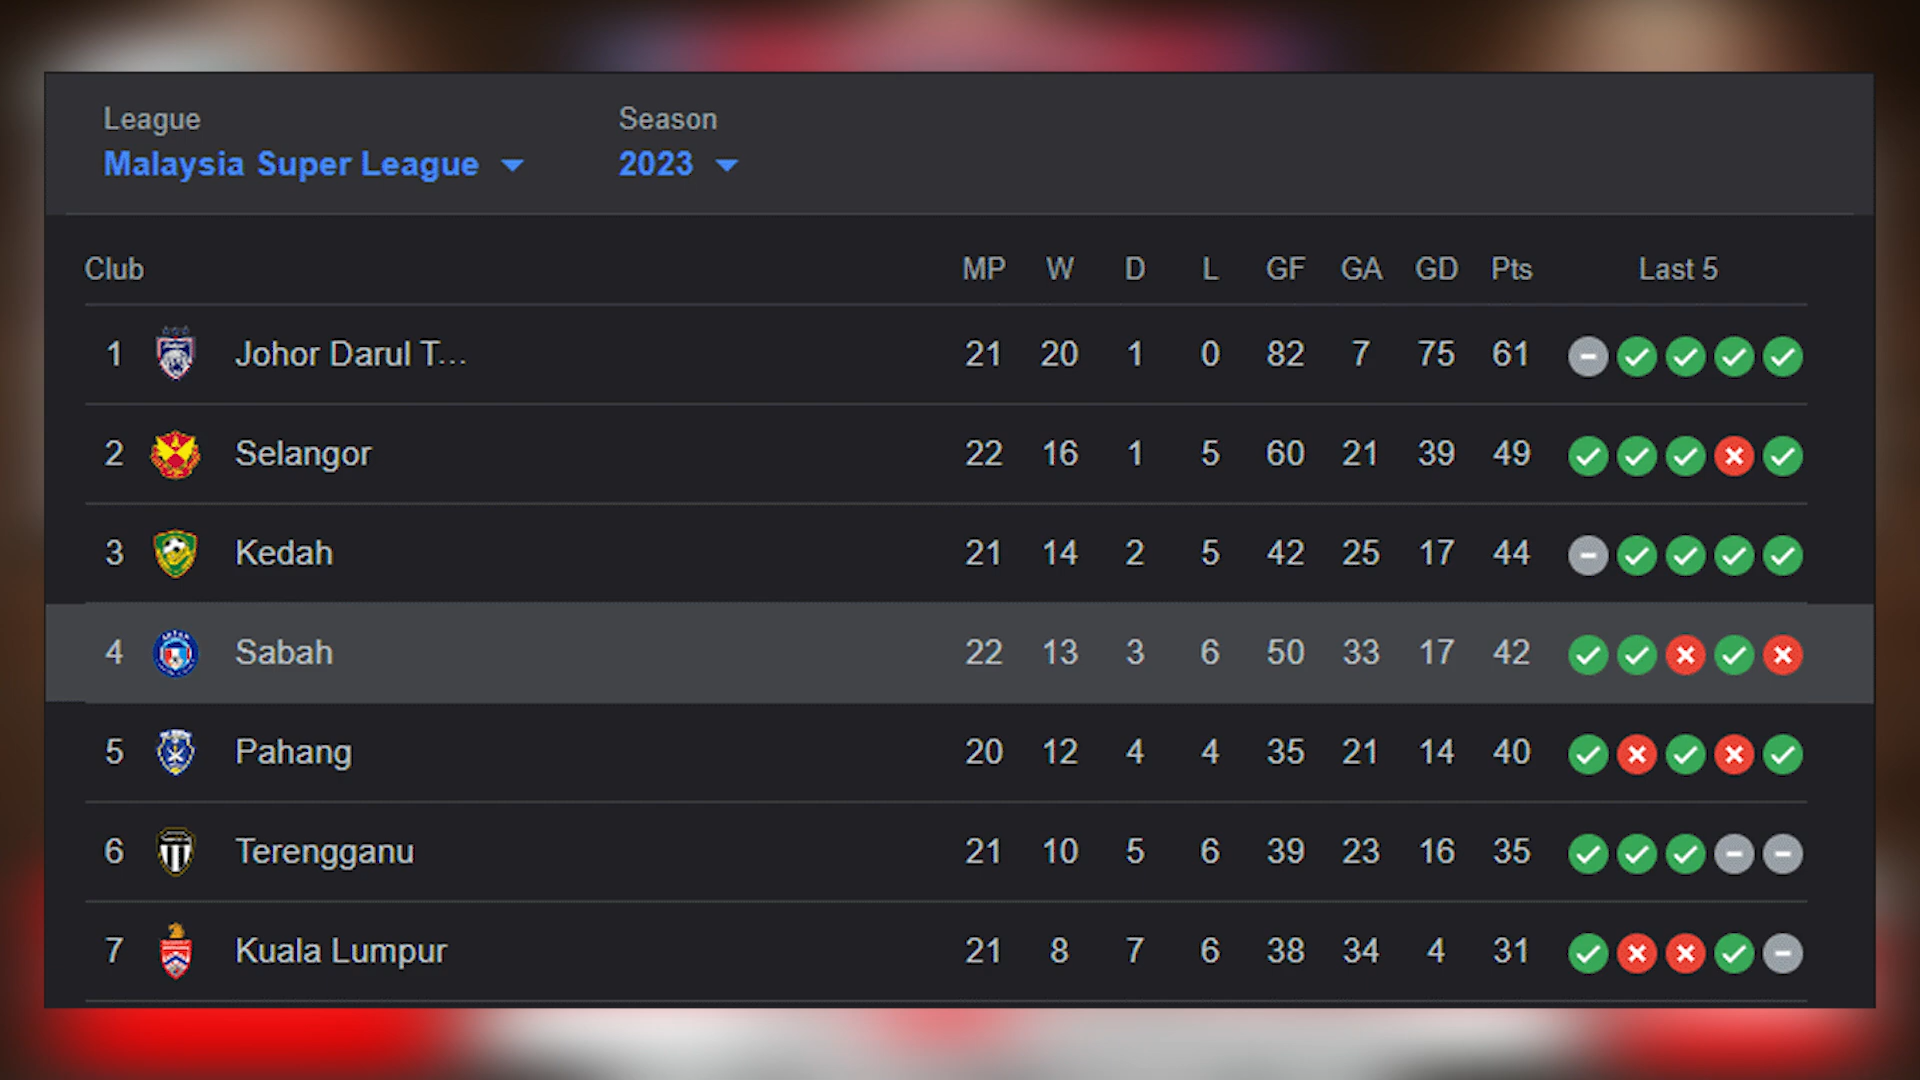 League Season
Malaysia Super League 2023
Club MP W D L GF GA GD Pts Last 5
1 Johor Darul T... 21 20 1 0 82 7 75 61
2 Selangor 22 16 1 5 60 21 39 49
3 Kedah 21 14 2 5 42 25 17 44
4 Sabah 22 13 3 6 50 33 17 42
5 Pahang 20 12 4 4 35 21 14 40
6 Terengganu 21 10 5 6 39 23 16 35
7 Kuala Lumpur 21 8 7 6 38 34 4 31